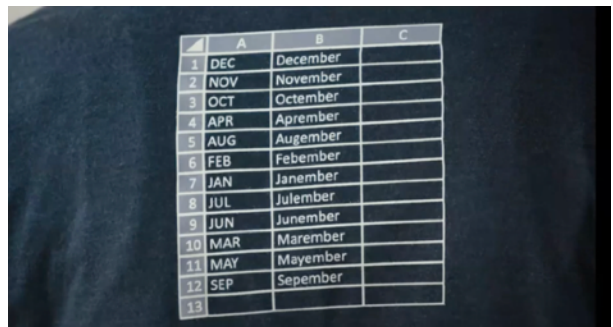 A B C
1 DEC December
2 NOV November
3 OCT Octember
4 APR Aprember
5 AUG Augember
6 FEB Febember
7 JAN Janember
8 JUL Julember
9 JUN Junember
10 MAR Marember
11 MAY Mayember
12 SEP Sepember
13